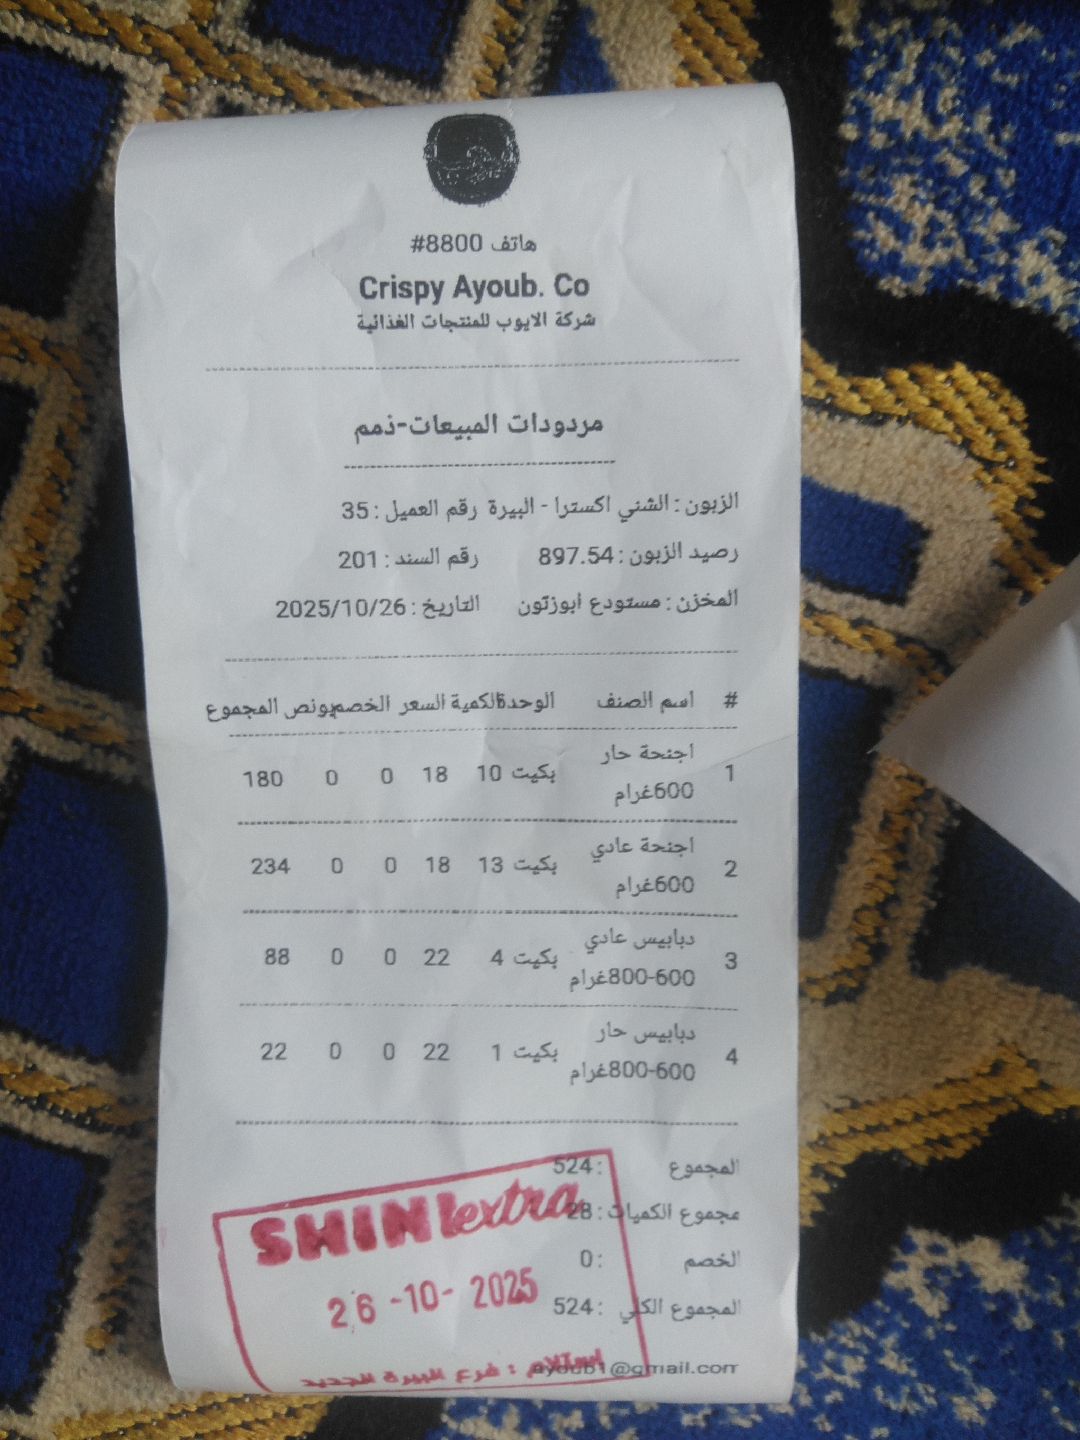 هاتف 8800#
Crispy Ayoub. Co
شركة الايوب للمنتجات الغذائية
مردودات المبيعات-ذمم
الزبون : الشني اكسترا - البيرة رقم العميل : 35
رصيد الزبون : 897.54 رقم السند : 201
المخزن : مستودع ابوزتون التاريخ : 2025/10/26
# اسم الصنف الوحدة الكمية السعر الخصم بونص المجموع
1 اجنحة حار 600غرام بكيت 10 18 0 0 180
2 اجنحة عادي 600غرام بكيت 13 18 0 0 234
3 دبابيس عادي 600-800غرام بكيت 4 22 0 0 88
4 دبابيس حار 600-800غرام بكيت 1 22 0 0 22
المجموع : 524
مجموع الكميات : 28
الخصم : 0
المجموع الكلي : 524
ayoub1@gmail.com
SHINI extra
26 -10- 2025
استلام : فرع البيرة الجديد